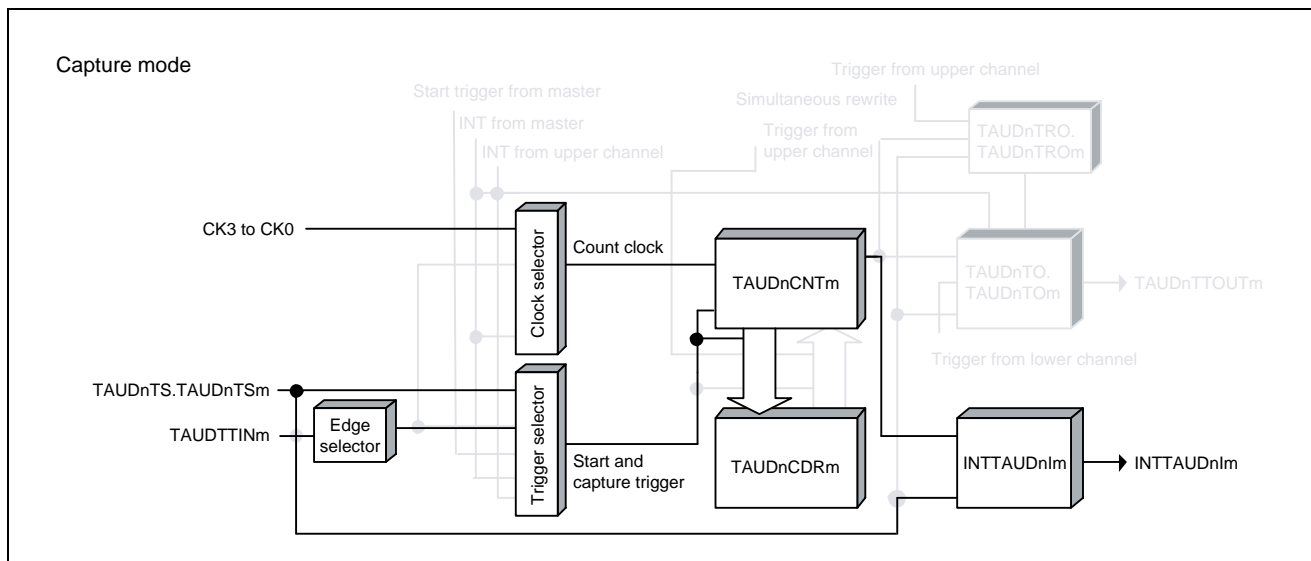 Capture mode
Trigger from upper channel
Start trigger from master
Simultaneous rewrite
INT from master
Trigger from
upper channel
INT from upper channel
TAUDnTRO.
TAUDnTROm
CK3 to CK0
Clock selector
Count clock
TAUDnCNTm
TAUDnTO.
TAUDnTOm
TAUDnTTOUTm
Trigger from lower channel
TAUDnTS.TAUDnTSm
TAUDTTINm
Edge
selector
Trigger selector
Start and
capture trigger
TAUDnCDRm
INTTAUDnIm
INTTAUDnIm